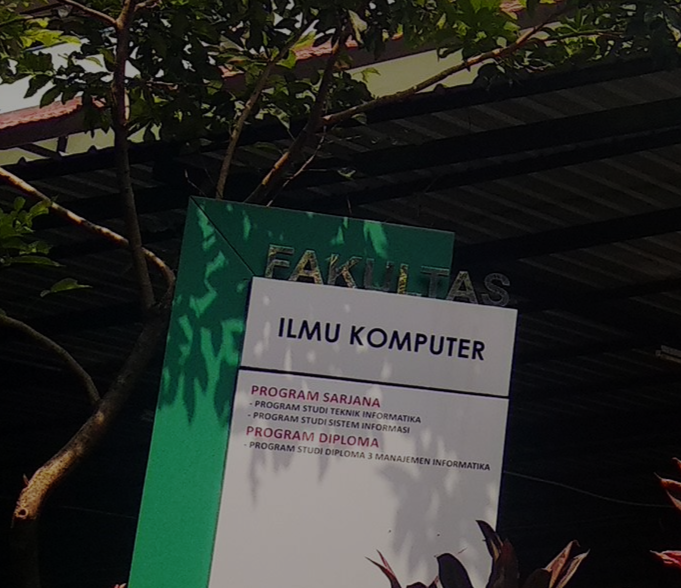 FAKULTAS
ILMU KOMPUTER
PROGRAM SARJANA
- PROGRAM STUDI TEKNIK INFORMATIKA
- PROGRAM STUDI SISTEM INFORMASI
PROGRAM DIPLOMA
- PROGRAM STUDI DIPLOMA 3 MANAJEMEN INFORMATIKA